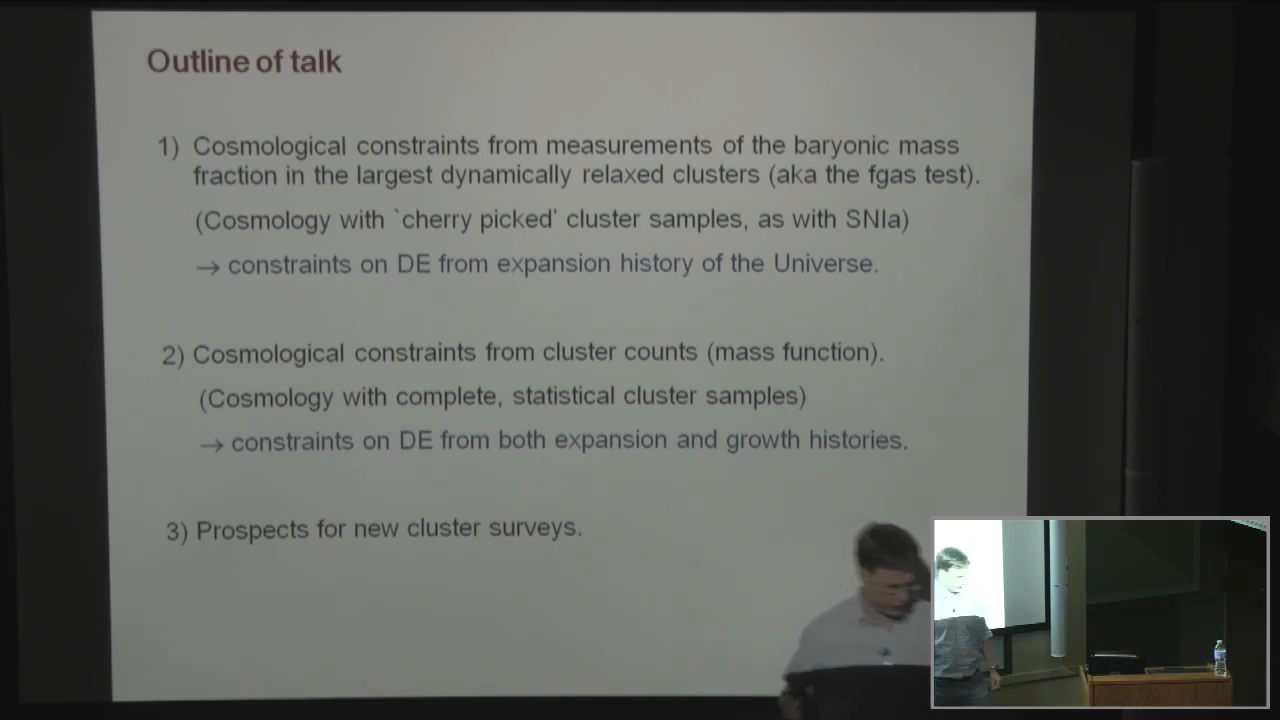 Outline of talk
1) Cosmological constraints from measurements of the baryonic mass
fraction in the largest dynamically relaxed clusters (aka the fgas test).
(Cosmology with `cherry picked' cluster samples, as with SNIa)
→ constraints on DE from expansion history of the Universe.
2) Cosmological constraints from cluster counts (mass function).
(Cosmology with complete, statistical cluster samples)
→ constraints on DE from both expansion and growth histories.
3) Prospects for new cluster surveys.